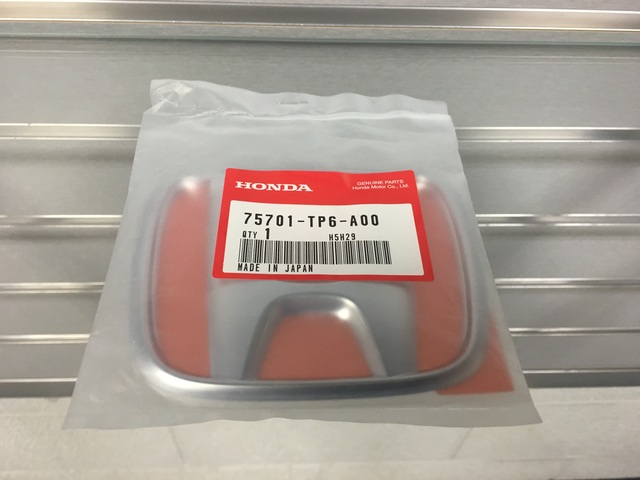 HONDA
GENUINE PARTS
Honda Motor Co., Ltd.
75701-TP6-A00
QTY 1 H5H29
MADE IN JAPAN